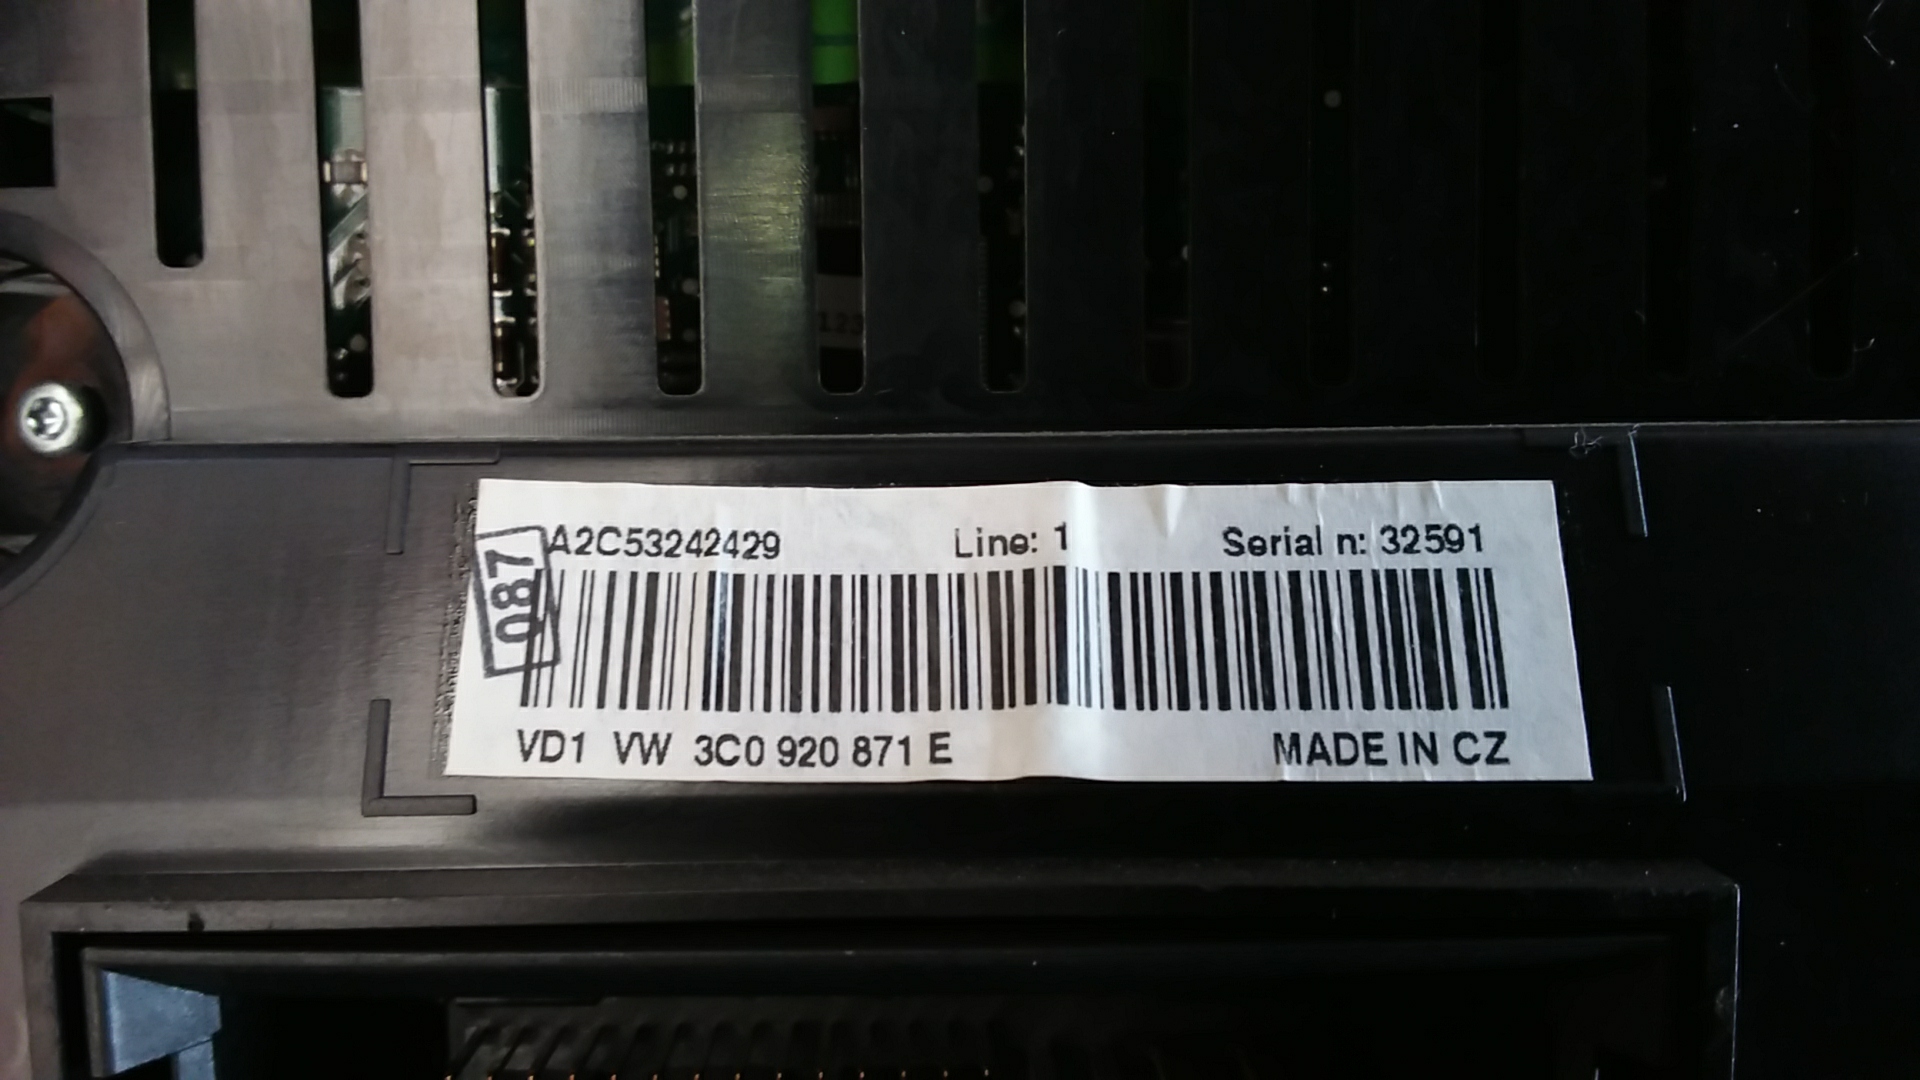 A2C53242429 Line: 1 Serial n: 32591
087
VD1 VW 3C0 920 871 E MADE IN CZ